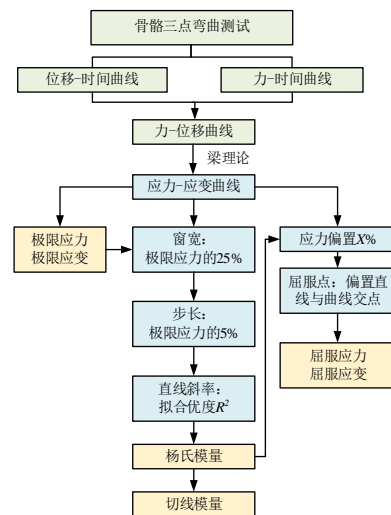 骨骼三点弯曲测试
位移-时间曲线
力-时间曲线
力-位移曲线
梁理论
应力-应变曲线
极限应力
极限应变
窗宽：
极限应力的25%
应力偏置X%
步长：
极限应力的5%
屈服点：偏置直
线与曲线交点
直线斜率：
拟合优度R²
屈服应力
屈服应变
杨氏模量
切线模量